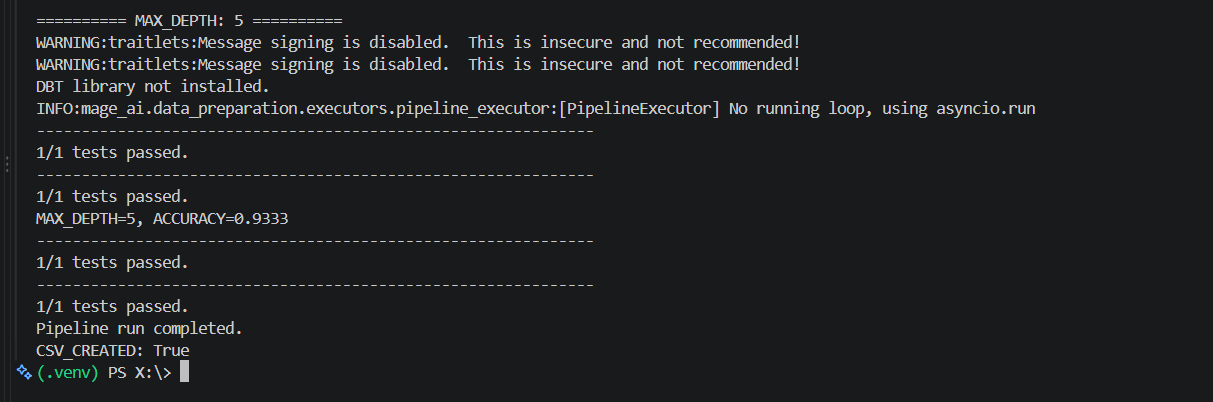 ========== MAX_DEPTH: 5 ==========
WARNING:traitlets:Message signing is disabled.  This is insecure and not recommended!
WARNING:traitlets:Message signing is disabled.  This is insecure and not recommended!
DBT library not installed.
INFO:mage_ai.data_preparation.executors.pipeline_executor:[PipelineExecutor] No running loop, using asyncio.run
--------------------------------------------------------------
1/1 tests passed.
--------------------------------------------------------------
1/1 tests passed.
MAX_DEPTH=5, ACCURACY=0.9333
--------------------------------------------------------------
1/1 tests passed.
--------------------------------------------------------------
1/1 tests passed.
Pipeline run completed.
CSV_CREATED: True
(.venv) PS X:\>